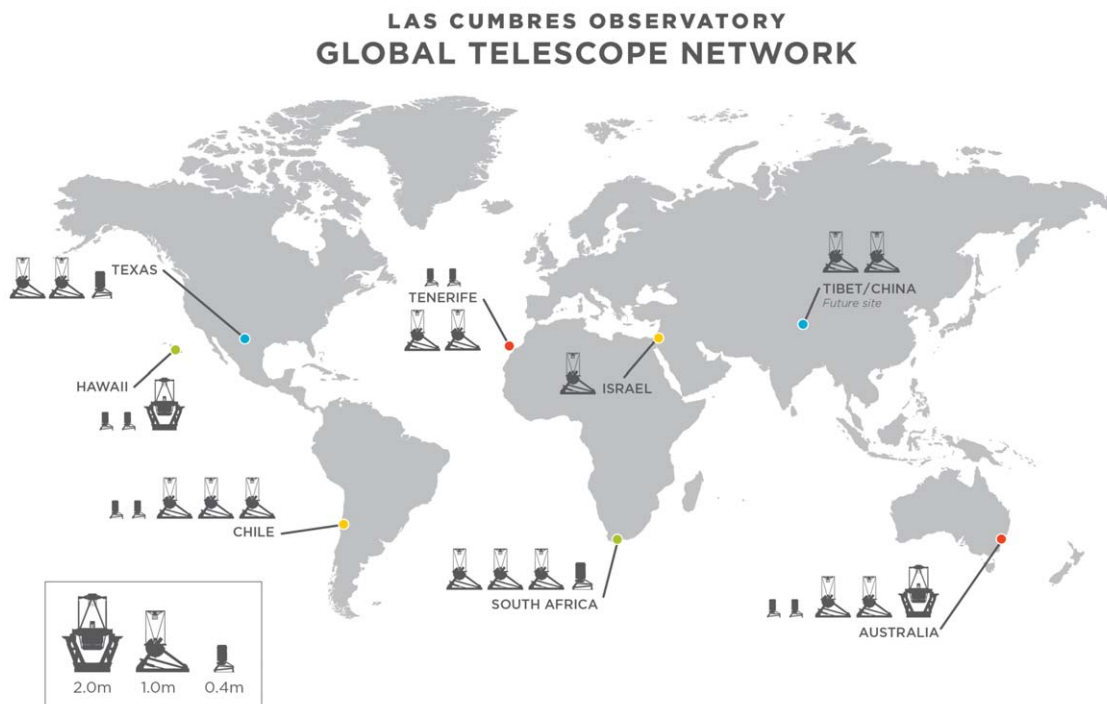 LAS CUMBRES OBSERVATORY
GLOBAL TELESCOPE NETWORK
TEXAS
TENERIFE
TIBET/CHINA
Future site
HAWAII
ISRAEL
CHILE
SOUTH AFRICA
AUSTRALIA
2.0m 1.0m 0.4m